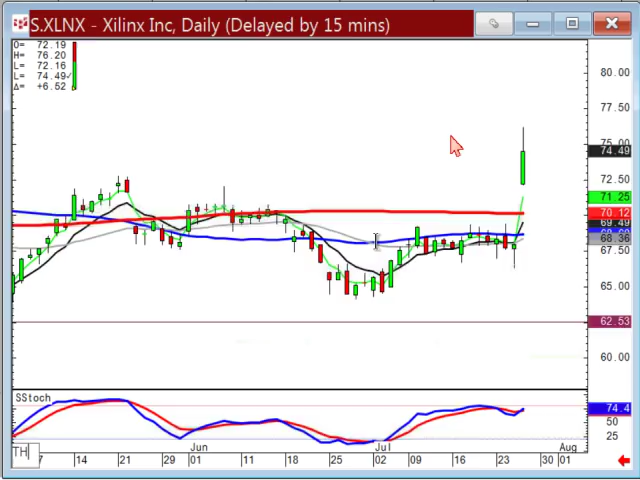 S.XLNX - Xilinx Inc, Daily (Delayed by 15 mins)
O= 72.19
H= 76.20
L= 72.16
L= 74.49✓
Δ= +6.52
80.00
77.50
75.00
74.49
72.50
71.25
70.12
69.49
68.36
67.50
65.00
62.53
60.00
SStoch
74.4
50
25
Jun Jul Aug
TH 7 14 21 29 01 11 18 25 02 09 16 23 30 01